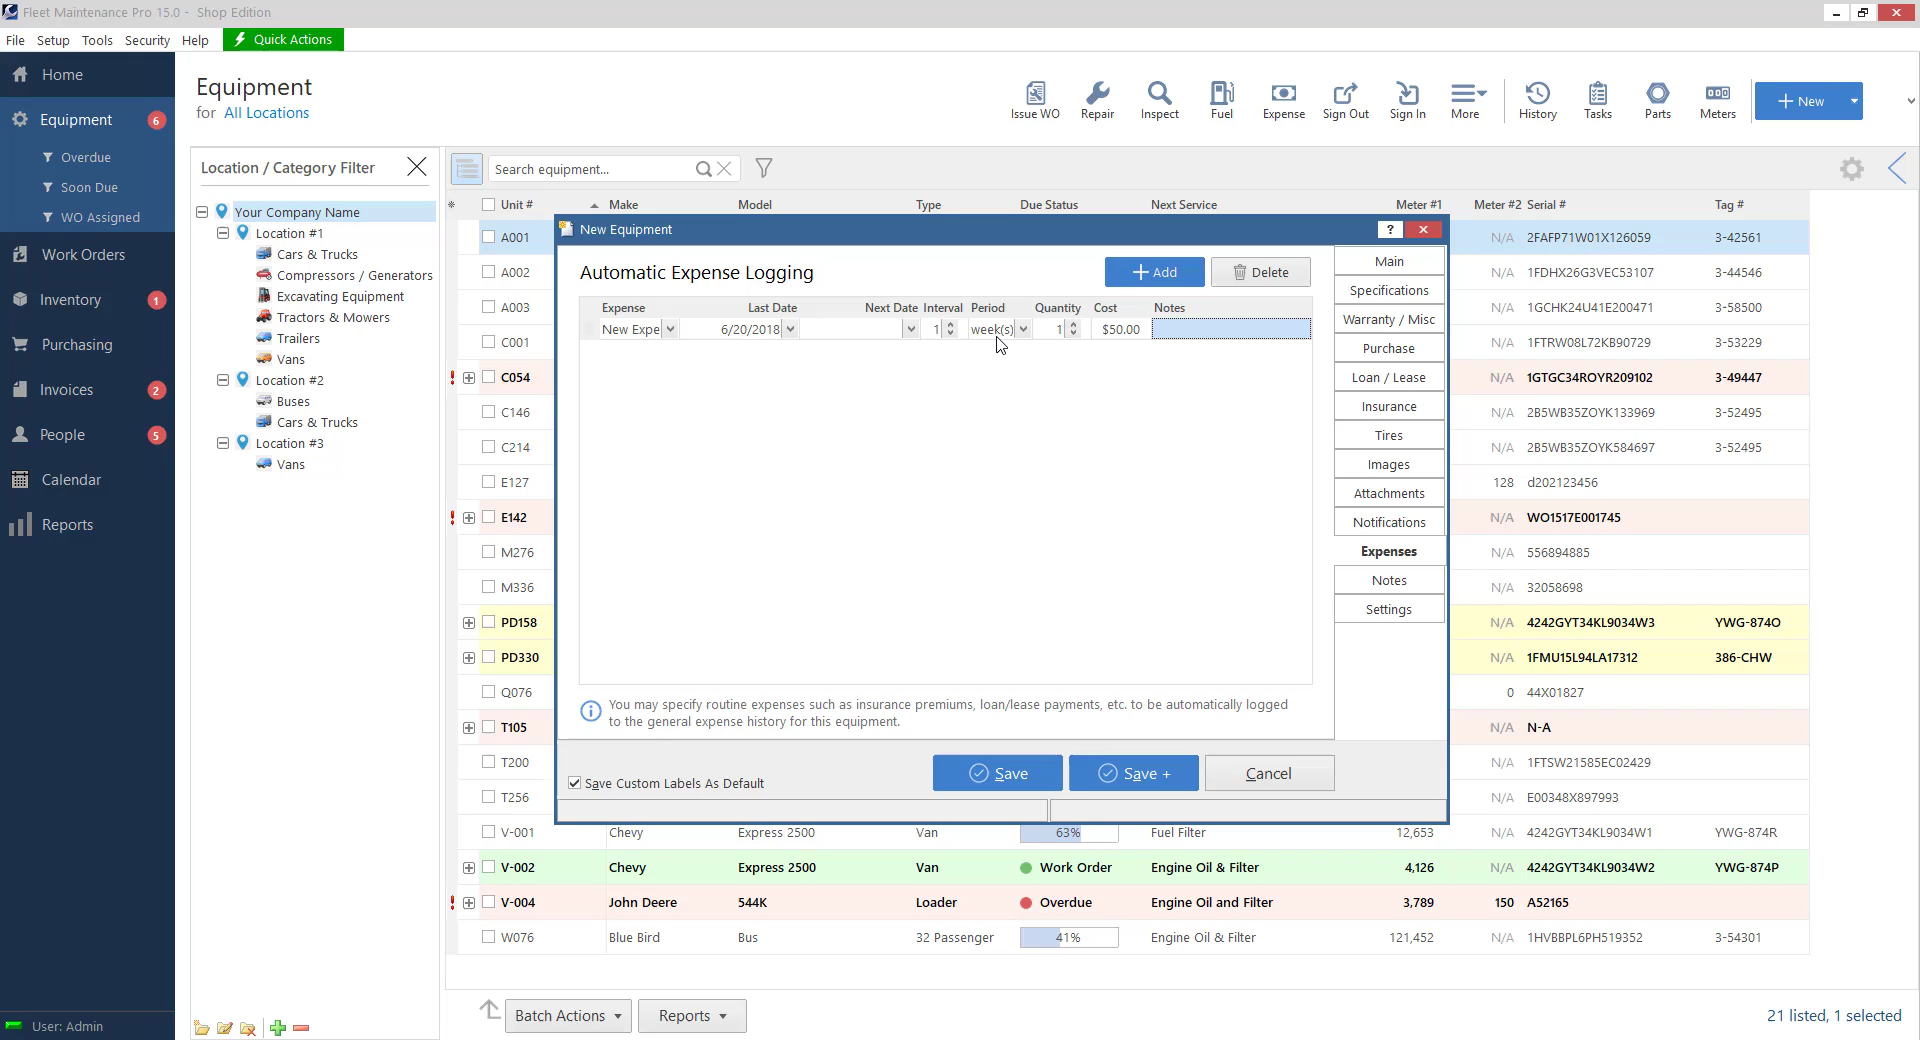 Fleet Maintenance Pro 15.0 - Shop Edition
File Setup Tools Security Help Quick Actions
Home
Equipment 6
Overdue
Soon Due
WO Assigned
Work Orders
Inventory 1
Purchasing
Invoices 2
People 5
Calendar
Reports
User: Admin
Equipment
for All Locations
Issue WO Repair Inspect Fuel Expense Sign Out Sign In More History Tasks Parts Meters New
Location / Category Filter
Your Company Name
Location #1
Cars & Trucks
Compressors / Generators
Excavating Equipment
Tractors & Mowers
Trailers
Vans
Location #2
Buses
Cars & Trucks
Location #3
Vans
Search equipment...
* Unit # Make Model Type Due Status Next Service Meter #1 Meter #2 Serial # Tag #
A001 N/A 2FAFP71W01X126059 3-42561
A002 N/A 1FDHX26G3VEC53107 3-44546
A003 N/A 1GCHK24U41E200471 3-58500
C001 N/A 1FTRW08L72KB90729 3-53229
! C054 N/A 1GTGC34ROYR209102 3-49447
C146 N/A 2B5WB35ZOYK133969 3-52495
C214 N/A 2B5WB35ZOYK584697 3-52495
E127 128 d202123456
! E142 N/A WO1517E001745
M276 N/A 556894885
M336 N/A 32058698
PD158 N/A 4242GYT34KL9034W3 YWG-874O
PD330 N/A 1FMU15L94LA17312 386-CHW
Q076 0 44X01827
T105 N/A N-A
T200 N/A 1FTSW21585EC02429
T256 N/A E00348X897993
V-001 Chevy Express 2500 Van 63% Fuel Filter 12,653 N/A 4242GYT34KL9034W1 YWG-874R
V-002 Chevy Express 2500 Van Work Order Engine Oil & Filter 4,126 N/A 4242GYT34KL9034W2 YWG-874P
! V-004 John Deere 544K Loader Overdue Engine Oil and Filter 3,789 150 A52165
W076 Blue Bird Bus 32 Passenger 41% Engine Oil & Filter 121,452 N/A 1HVBBPL6PH519352 3-54301
Batch Actions Reports
21 listed, 1 selected
New Equipment ?
Automatic Expense Logging
Add Delete
Expense Last Date Next Date Interval Period Quantity Cost Notes
New Expe 6/20/2018 1 week(s) 1 $50.00
You may specify routine expenses such as insurance premiums, loan/lease payments, etc. to be automatically logged
to the general expense history for this equipment.
Main
Specifications
Warranty / Misc
Purchase
Loan / Lease
Insurance
Tires
Images
Attachments
Notifications
Expenses
Notes
Settings
Save Custom Labels As Default
Save Save + Cancel